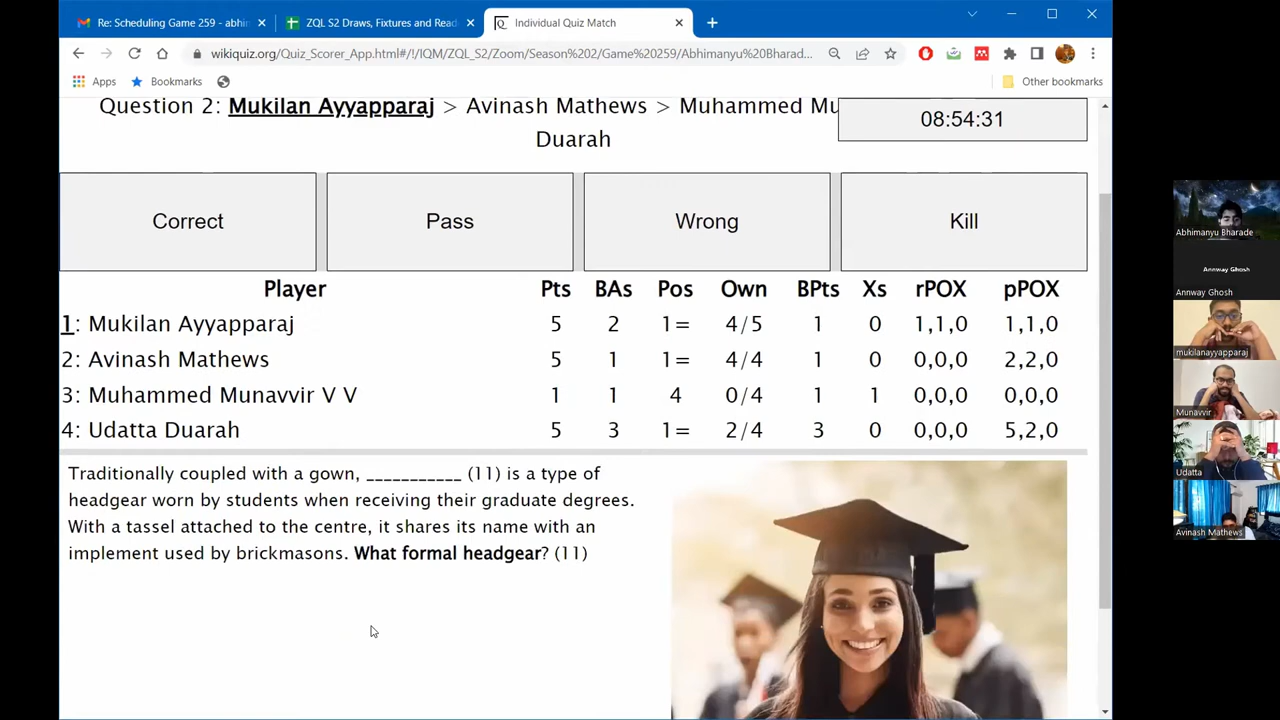 Re: Scheduling Game 259 - abhir
ZQL S2 Draws, Fixtures and Read
Individual Quiz Match
wikiquiz.org/Quiz_Scorer_App.html#/!/IQM/ZQL_S2/Zoom/Season%202/Game%20259/Abhimanyu%20Bharad...
Apps
Bookmarks
Other bookmarks
Question 2: Mukilan Ayyapparaj > Avinash Mathews > Muhammed Mu
Duarah
08:54:31
Correct
Pass
Wrong
Kill
Player Pts BAs Pos Own BPts Xs rPOX pPOX
1: Mukilan Ayyapparaj 5 2 1= 4/5 1 0 1,1,0 1,1,0
2: Avinash Mathews 5 1 1= 4/4 1 0 0,0,0 2,2,0
3: Muhammed Munavvir V V 1 1 4 0/4 1 1 0,0,0 0,0,0
4: Udatta Duarah 5 3 1= 2/4 3 0 0,0,0 5,2,0
Traditionally coupled with a gown, ___________ (11) is a type of
headgear worn by students when receiving their graduate degrees.
With a tassel attached to the centre, it shares its name with an
implement used by brickmasons. What formal headgear? (11)
Abhimanyu Bharade
Annway Ghosh
Annway Ghosh
mukilanayyapparaj
Munavvir
Udatta
Avinash Mathews